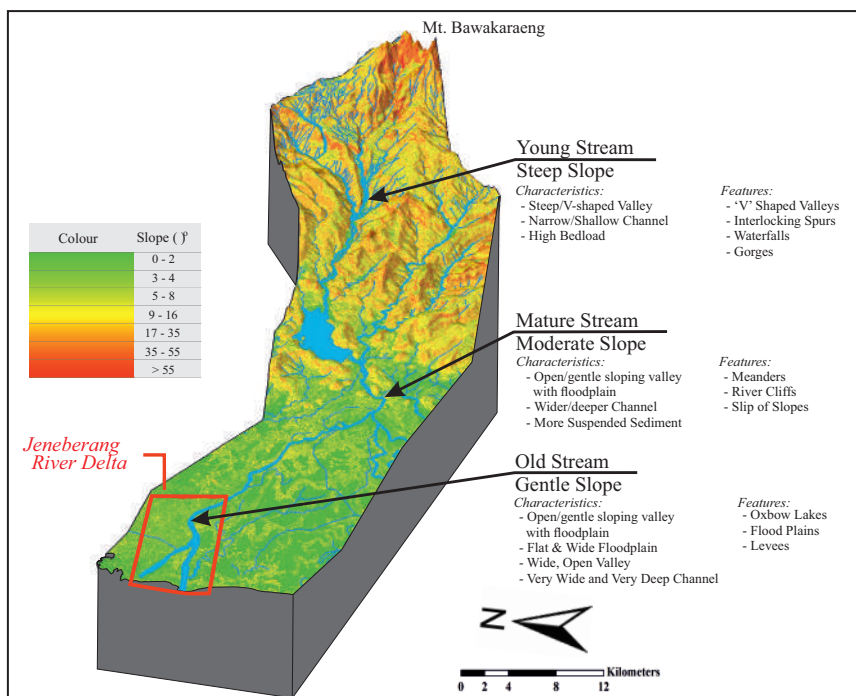 Mt. Bawakaraeng
Young Stream
Steep Slope
Characteristics:
- Steep/V-shaped Valley
- Narrow/Shallow Channel
- High Bedload
Features:
- ‘V’ Shaped Valleys
- Interlocking Spurs
- Waterfalls
- Gorges
Colour
Slope ( )°
0 - 2
3 - 4
5 - 8
9 - 16
17 - 35
35 - 55
> 55
Mature Stream
Moderate Slope
Characteristics:
- Open/gentle sloping valley
with floodplain
- Wider/deeper Channel
- More Suspended Sediment
Features:
- Meanders
- River Cliffs
- Slip of Slopes
Jeneberang
River Delta
Old Stream
Gentle Slope
Characteristics:
- Open/gentle sloping valley
with floodplain
- Flat & Wide Floodplain
- Wide, Open Valley
- Very Wide and Very Deep Channel
Features:
- Oxbow Lakes
- Flood Plains
- Levees
N
Kilometers
0 2 4 8 12